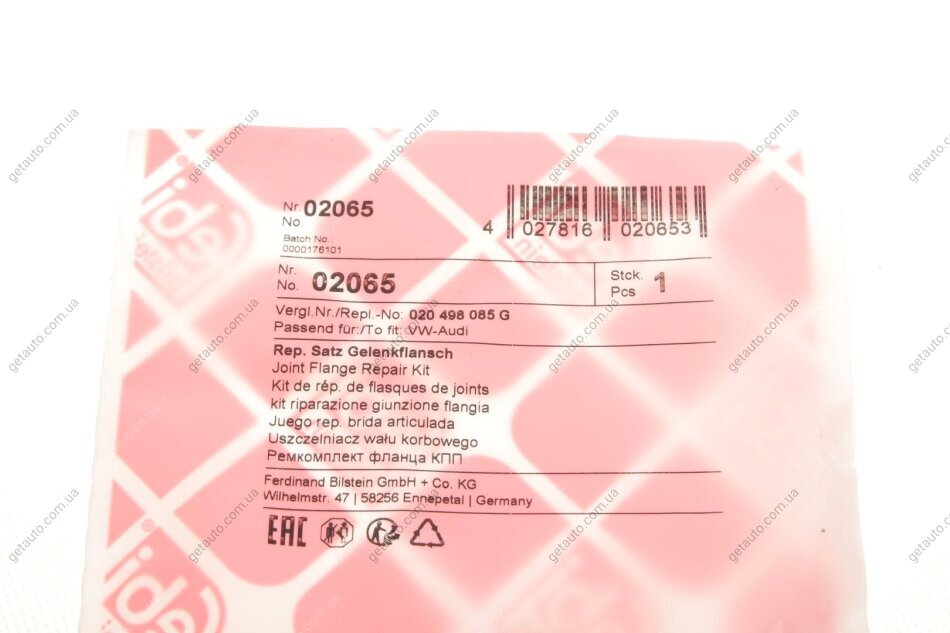 Nr. 02065
No.
Batch No.
0000176101
4 027816 020653
Nr. 02065
No.
Stck. 1
Pcs
Vergl.Nr./Repl.-No: 020 498 085 G
Passend für:/To fit: VW-Audi
Rep. Satz Gelenkflansch
Joint Flange Repair Kit
Kit de rép. de flasques de joints
kit riparazione giunzione flangia
Juego rep. brida articulada
Uszczelniacz wału korbowego
Ремкомплект фланца КПП
Ferdinand Bilstein GmbH + Co. KG
Wilhelmstr. 47 | 58256 Ennepetal | Germany
EAC
getauto.com.ua